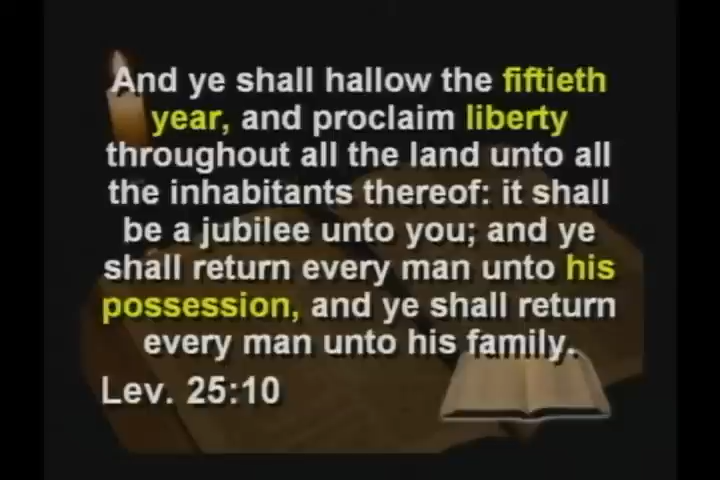 And ye shall hallow the fiftieth
year, and proclaim liberty
throughout all the land unto all
the inhabitants thereof: it shall
be a jubilee unto you; and ye
shall return every man unto his
possession, and ye shall return
every man unto his family.
Lev. 25:10